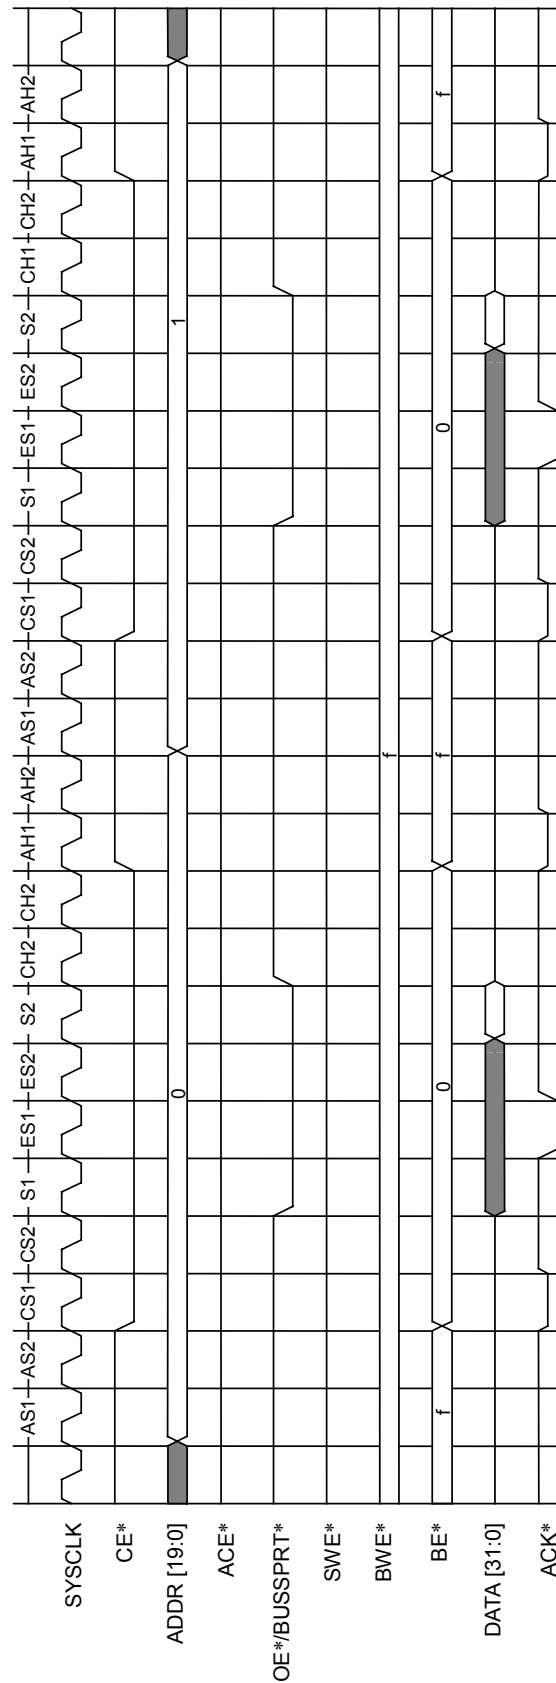 AS1 AS2 CS1 CS2 S1 ES1 ES2 S2 CH2 CH2 AH1 AH2 AS1 AS2 CS1 CS2 S1 ES1 ES2 S2 CH1 CH2 AH1 AH2
SYSCLK
CE*
ADDR [19:0] 0 1
ACE*
OE*/BUSSPRT*
SWE*
BWE* f
BE* f 0 f 0 f
DATA [31:0]
ACK*